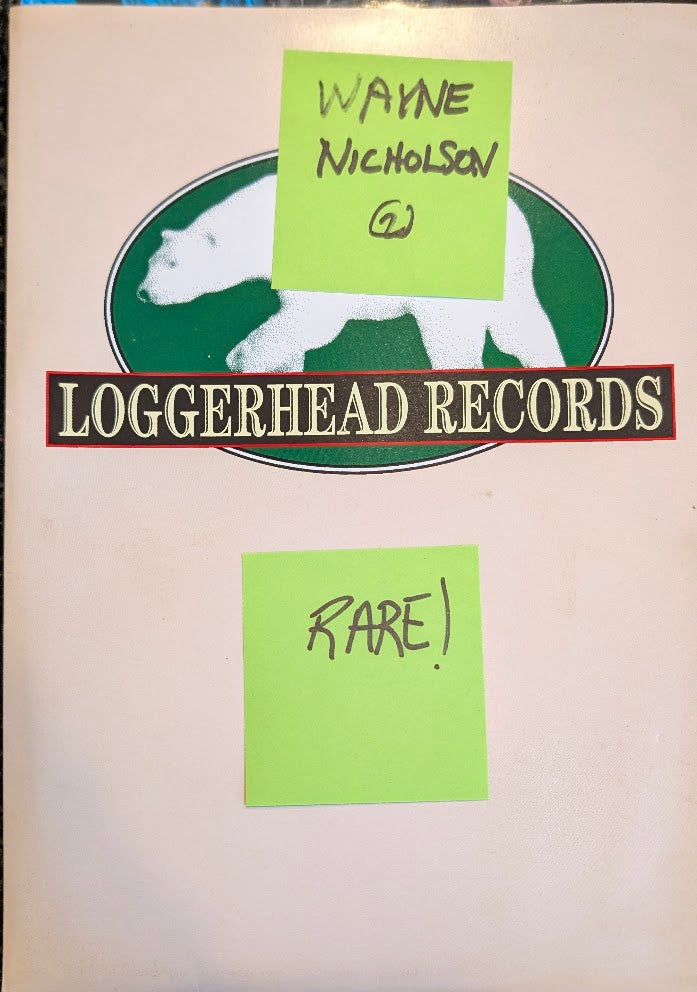 WAYNE
NICHOLSON
2
LOGGERHEAD RECORDS
RARE!